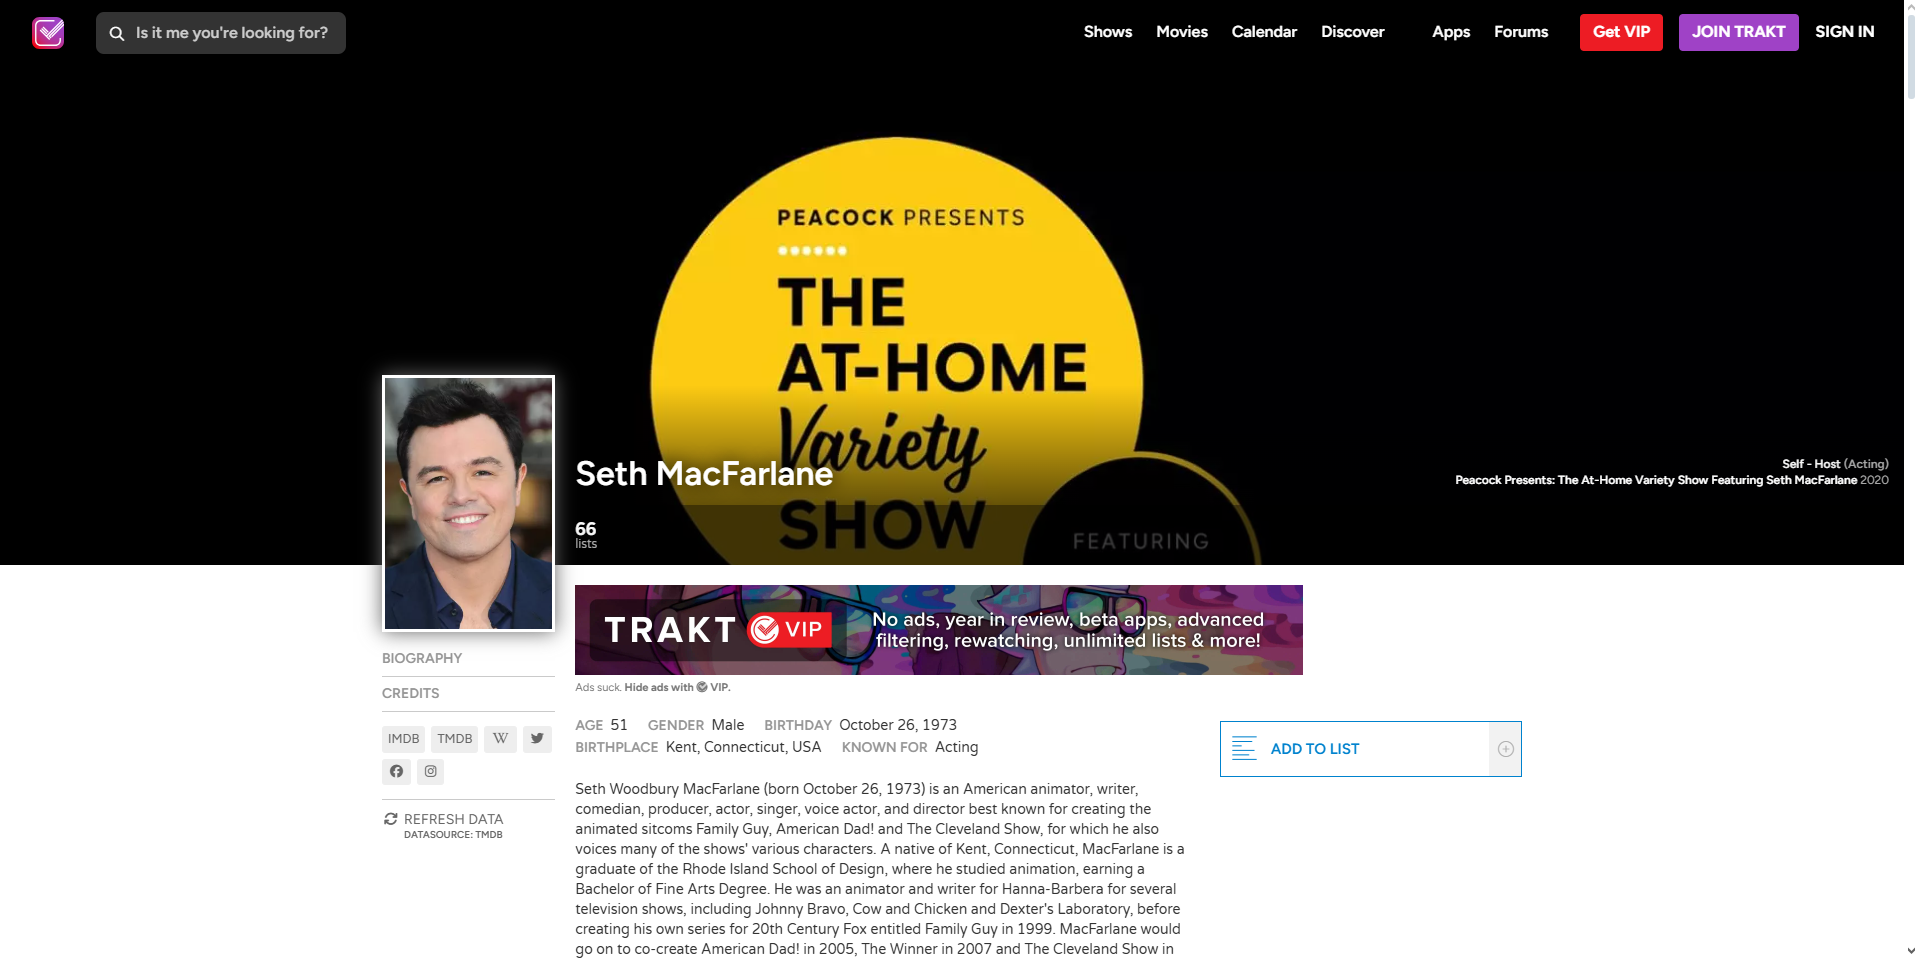 Is it me you're looking for?
Shows Movies Calendar Discover Apps Forums Get VIP JOIN TRAKT SIGN IN
PEACOCK PRESENTS
THE
AT-HOME
Variety
SHOW
FEATURING
Seth MacFarlane
66
lists
Self - Host (Acting)
Peacock Presents: The At-Home Variety Show Featuring Seth MacFarlane 2020
TRAKT VIP
No ads, year in review, beta apps, advanced
filtering, rewatching, unlimited lists & more!
Ads suck. Hide ads with VIP.
BIOGRAPHY
CREDITS
IMDB TMDB W
REFRESH DATA
DATASOURCE: TMDB
AGE 51 GENDER Male BIRTHDAY October 26, 1973
BIRTHPLACE Kent, Connecticut, USA KNOWN FOR Acting
ADD TO LIST
Seth Woodbury MacFarlane (born October 26, 1973) is an American animator, writer,
comedian, producer, actor, singer, voice actor, and director best known for creating the
animated sitcoms Family Guy, American Dad! and The Cleveland Show, for which he also
voices many of the shows' various characters. A native of Kent, Connecticut, MacFarlane is a
graduate of the Rhode Island School of Design, where he studied animation, earning a
Bachelor of Fine Arts Degree. He was an animator and writer for Hanna-Barbera for several
television shows, including Johnny Bravo, Cow and Chicken and Dexter's Laboratory, before
creating his own series for 20th Century Fox entitled Family Guy in 1999. MacFarlane would
go on to co-create American Dad! in 2005, The Winner in 2007 and The Cleveland Show in